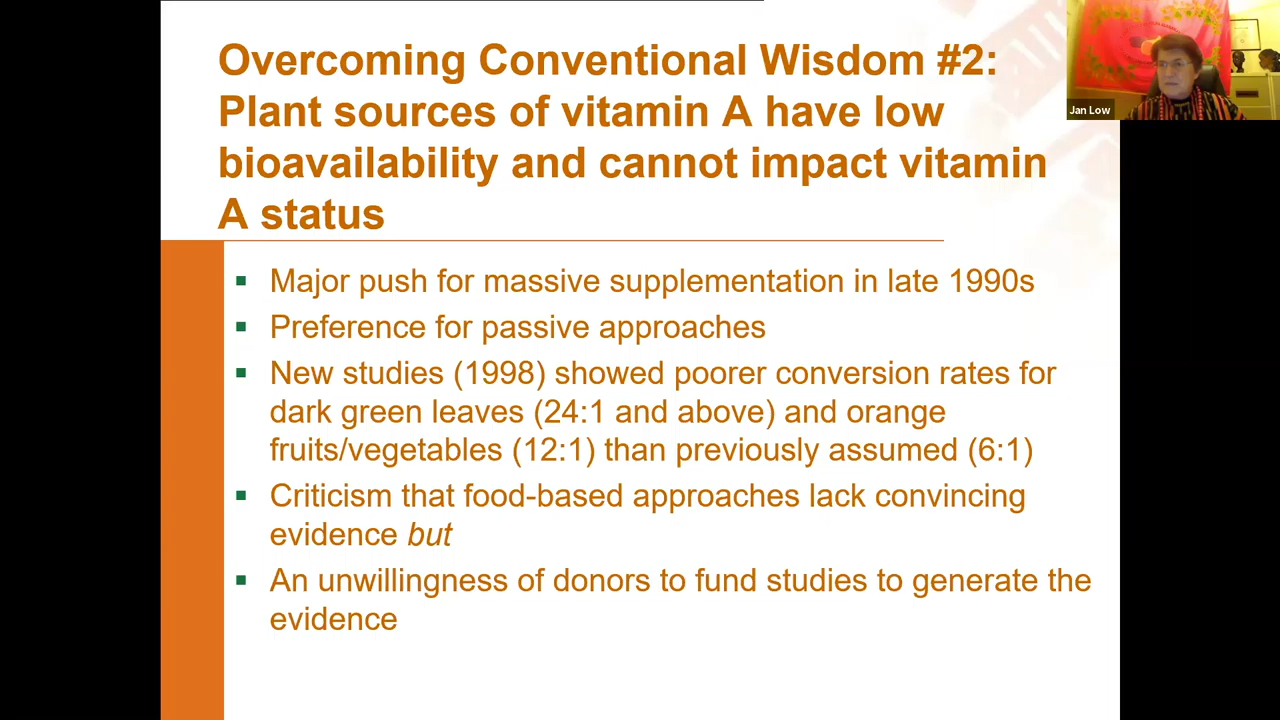 Overcoming Conventional Wisdom #2:
Plant sources of vitamin A have low
bioavailability and cannot impact vitamin
A status
Jan Low
▪ Major push for massive supplementation in late 1990s
▪ Preference for passive approaches
▪ New studies (1998) showed poorer conversion rates for
dark green leaves (24:1 and above) and orange
fruits/vegetables (12:1) than previously assumed (6:1)
▪ Criticism that food-based approaches lack convincing
evidence but
▪ An unwillingness of donors to fund studies to generate the
evidence